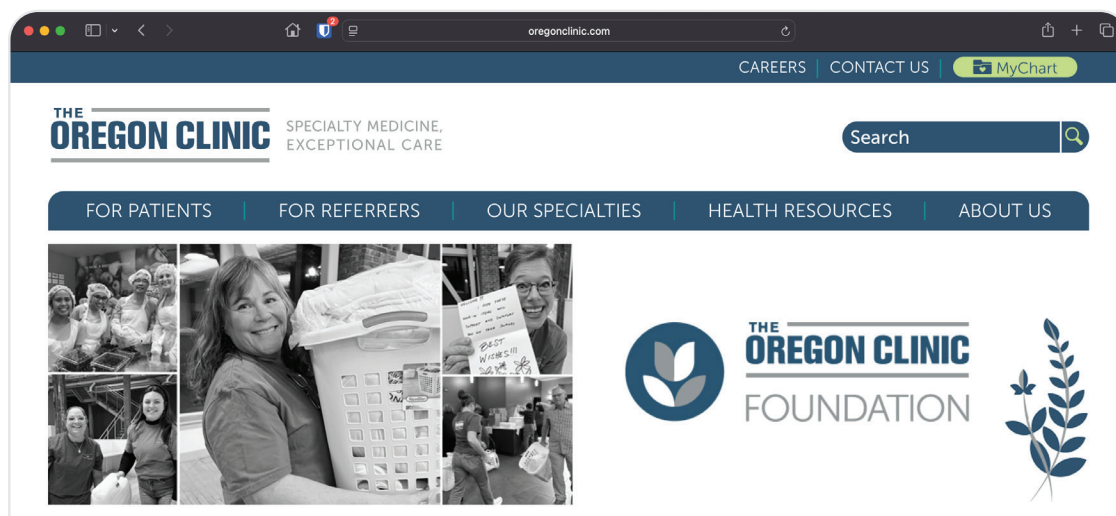 2
oregonclinic.com
CAREERS
CONTACT US
MyChart
THE
OREGON CLINIC
SPECIALTY MEDICINE,
EXCEPTIONAL CARE
Search
FOR PATIENTS
FOR REFERRERS
OUR SPECIALTIES
HEALTH RESOURCES
ABOUT US
BEST
WISHES!!!
THE
OREGON CLINIC
FOUNDATION